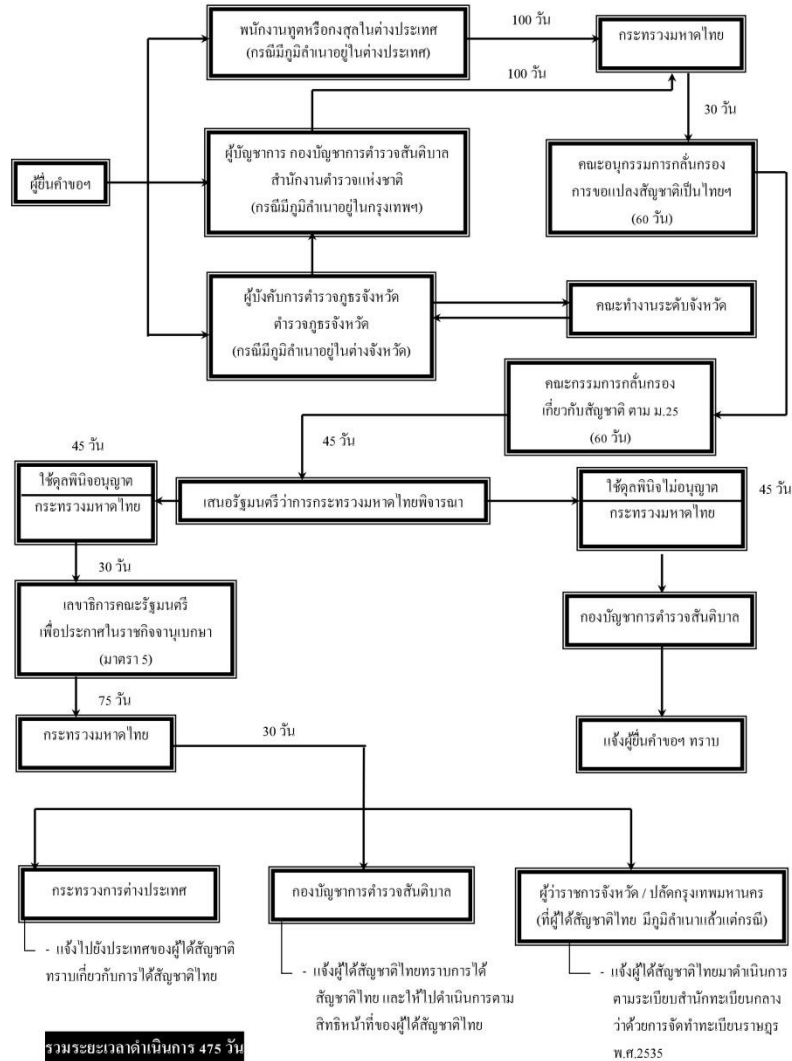 พนักงานทูตหรือกงสุลในต่างประเทศ
(กรณีมีภูมิลำเนาอยู่ในต่างประเทศ)
100 วัน
กระทรวงมหาดไทย
100 วัน
30 วัน
ผู้ยื่นคำขอฯ
ผู้บัญชาการ กองบัญชาการตำรวจสันติบาล
สำนักงานตำรวจแห่งชาติ
(กรณีมีภูมิลำเนาอยู่ในกรุงเทพฯ)
คณะอนุกรรมการกลั่นกรอง
การขอแปลงสัญชาติเป็นไทยฯ
(60 วัน)
ผู้บังคับการตำรวจภูธรจังหวัด
ตำรวจภูธรจังหวัด
(กรณีมีภูมิลำเนาอยู่ในต่างจังหวัด)
คณะทำงานระดับจังหวัด
คณะกรรมการกลั่นกรอง
เกี่ยวกับสัญชาติ ตาม ม.25
(60 วัน)
45 วัน
45 วัน
ใช้ดุลพินิจอนุญาต
กระทรวงมหาดไทย
เสนอรัฐมนตรีว่าการกระทรวงมหาดไทยพิจารณา
ใช้ดุลพินิจไม่อนุญาต
กระทรวงมหาดไทย
45 วัน
30 วัน
เลขาธิการคณะรัฐมนตรี
เพื่อประกาศในราชกิจจานุเบกษา
(มาตรา 5)
กองบัญชาการตำรวจสันติบาล
75 วัน
กระทรวงมหาดไทย
30 วัน
แจ้งผู้ยื่นคำขอฯ ทราบ
กระทรวงการต่างประเทศ
- แจ้งไปยังประเทศของผู้ได้สัญชาติ
ทราบเกี่ยวกับการได้สัญชาติไทย
กองบัญชาการตำรวจสันติบาล
- แจ้งผู้ได้สัญชาติไทยทราบการได้
สัญชาติไทย และให้ไปดำเนินการตาม
สิทธิหน้าที่ของผู้ได้สัญชาติไทย
ผู้ว่าราชการจังหวัด / ปลัดกรุงเทพมหานคร
(ที่ผู้ได้สัญชาติไทย มีภูมิลำเนาแล้วแต่กรณี)
- แจ้งผู้ได้สัญชาติไทยมาดำเนินการ
ตามระเบียบสำนักทะเบียนกลาง
ว่าด้วยการจัดทำทะเบียนราษฎร
พ.ศ.2535
รวมระยะเวลาดำเนินการ 475 วัน